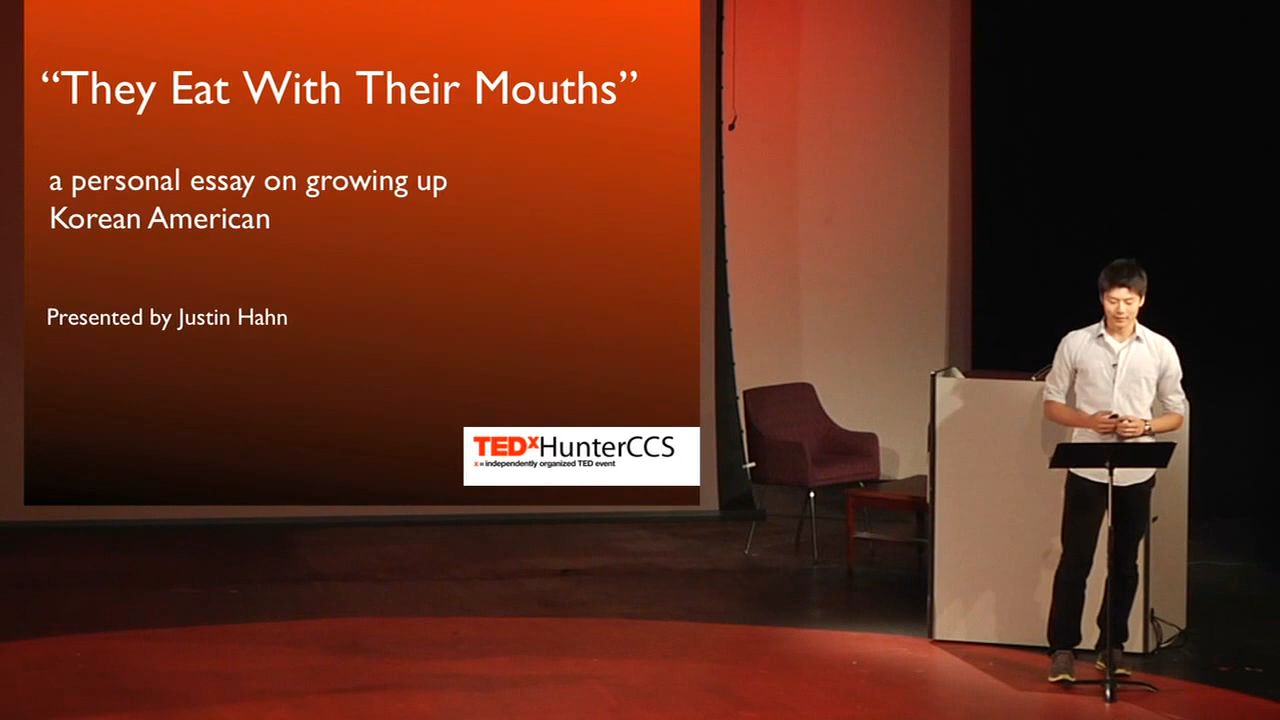 “They Eat With Their Mouths”
a personal essay on growing up
Korean American
Presented by Justin Hahn
TEDxHunterCCS
x = independently organized TED event